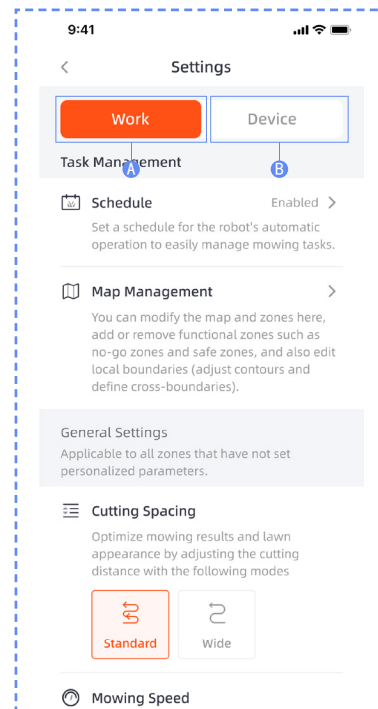 9:41
Settings
Work
Device
A
B
Task Management
Schedule
Enabled
Set a schedule for the robot's automatic
operation to easily manage mowing tasks.
Map Management
You can modify the map and zones here,
add or remove functional zones such as
no-go zones and safe zones, and also edit
local boundaries (adjust contours and
define cross-boundaries).
General Settings
Applicable to all zones that have not set
personalized parameters.
Cutting Spacing
Optimize mowing results and lawn
appearance by adjusting the cutting
distance with the following modes
Standard
Wide
Mowing Speed